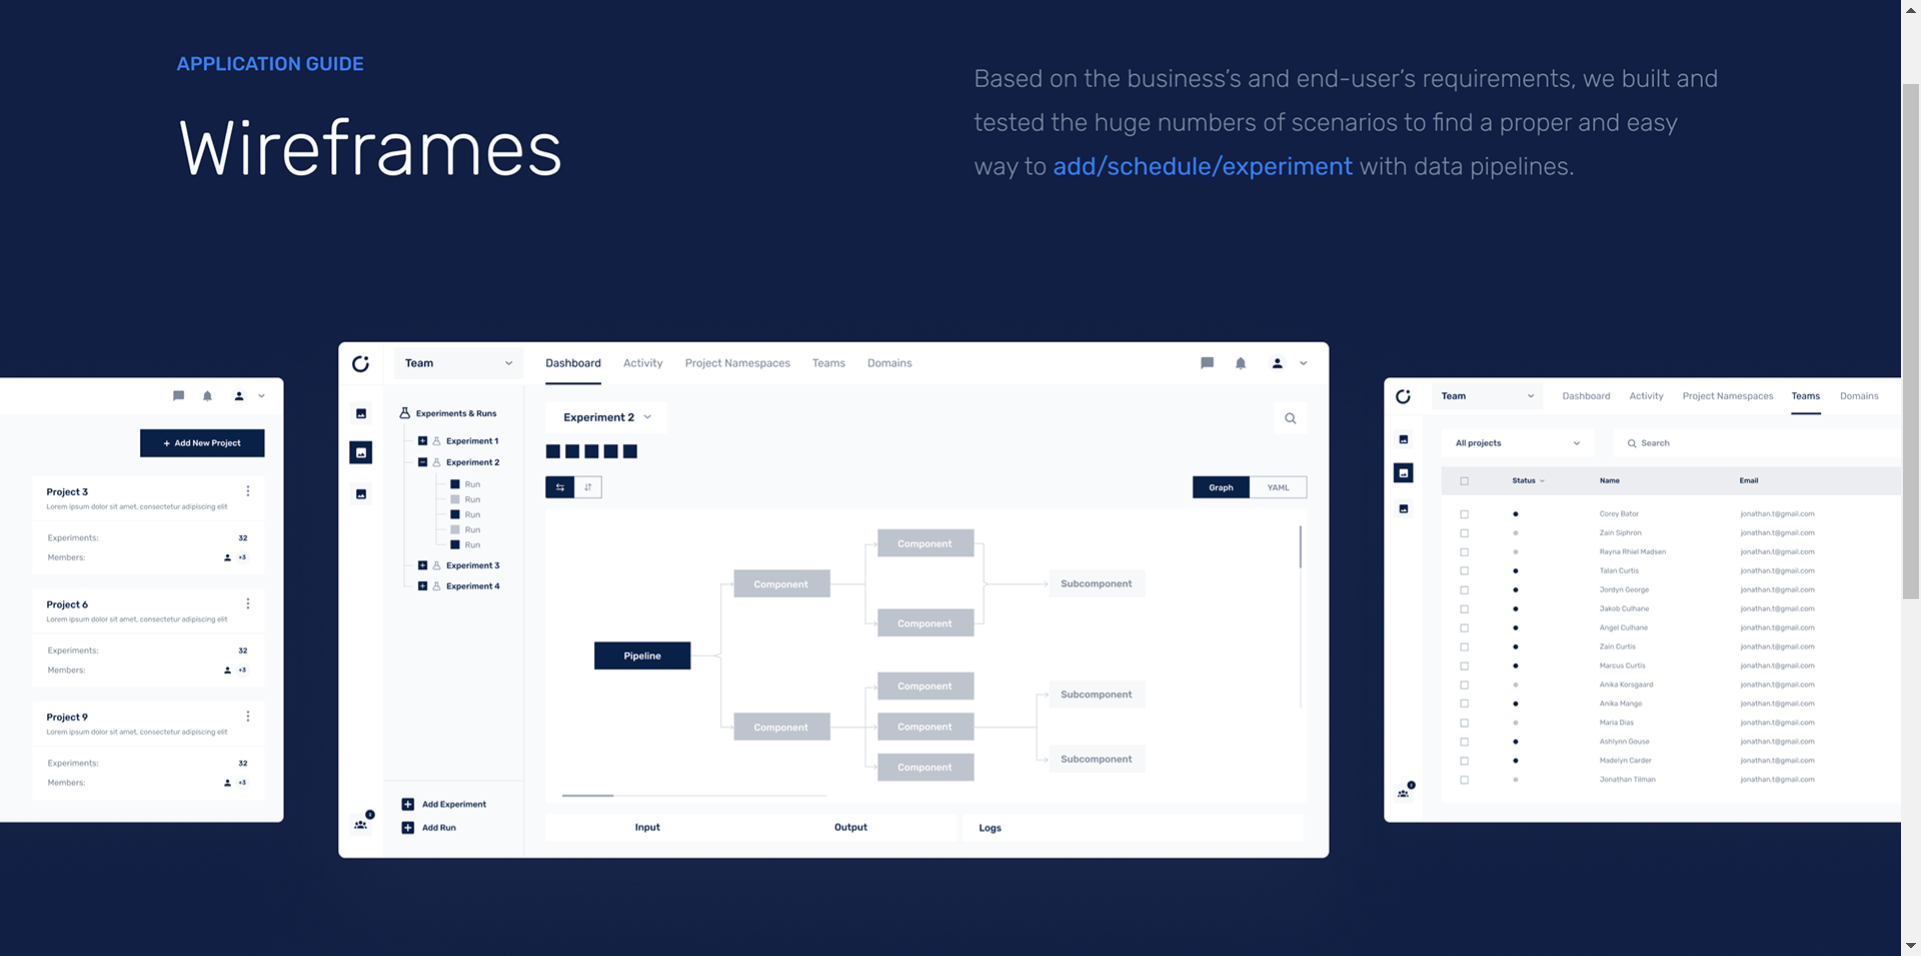 APPLICATION GUIDE
Wireframes
Based on the business's and end-user's requirements, we built and
tested the huge numbers of scenarios to find a proper and easy
way to add/schedule/experiment with data pipelines.
+ Add New Project
Project 3
Lorem ipsum dolor sit amet, consectetur adipiscing elit
Experiments: 32
Members: +3
Project 6
Lorem ipsum dolor sit amet, consectetur adipiscing elit
Experiments: 32
Members: +3
Project 9
Lorem ipsum dolor sit amet, consectetur adipiscing elit
Experiments: 32
Members: +3
Team Dashboard Activity Project Namespaces Teams Domains
Experiments & Runs
Experiment 1
Experiment 2
Run
Run
Run
Run
Run
Experiment 3
Experiment 4
Add Experiment
Add Run
Experiment 2
Graph YAML
Component
Component Subcomponent
Component
Pipeline
Component
Component Subcomponent
Component
Component Subcomponent
Input Output Logs
Team Dashboard Activity Project Namespaces Teams Domains
All projects Search
Status Name Email
Corey Bator jonathan.t@gmail.com
Zain Siphron jonathan.t@gmail.com
Rayna Rhiel Madsen jonathan.t@gmail.com
Talan Curtis jonathan.t@gmail.com
Jordyn George jonathan.t@gmail.com
Jakob Culhane jonathan.t@gmail.com
Angel Culhane jonathan.t@gmail.com
Zain Curtis jonathan.t@gmail.com
Marcus Curtis jonathan.t@gmail.com
Anika Korsgaard jonathan.t@gmail.com
Anika Mango jonathan.t@gmail.com
Maria Dias jonathan.t@gmail.com
Ashlynn Gouse jonathan.t@gmail.com
Madelyn Carder jonathan.t@gmail.com
Jonathan Tilman jonathan.t@gmail.com